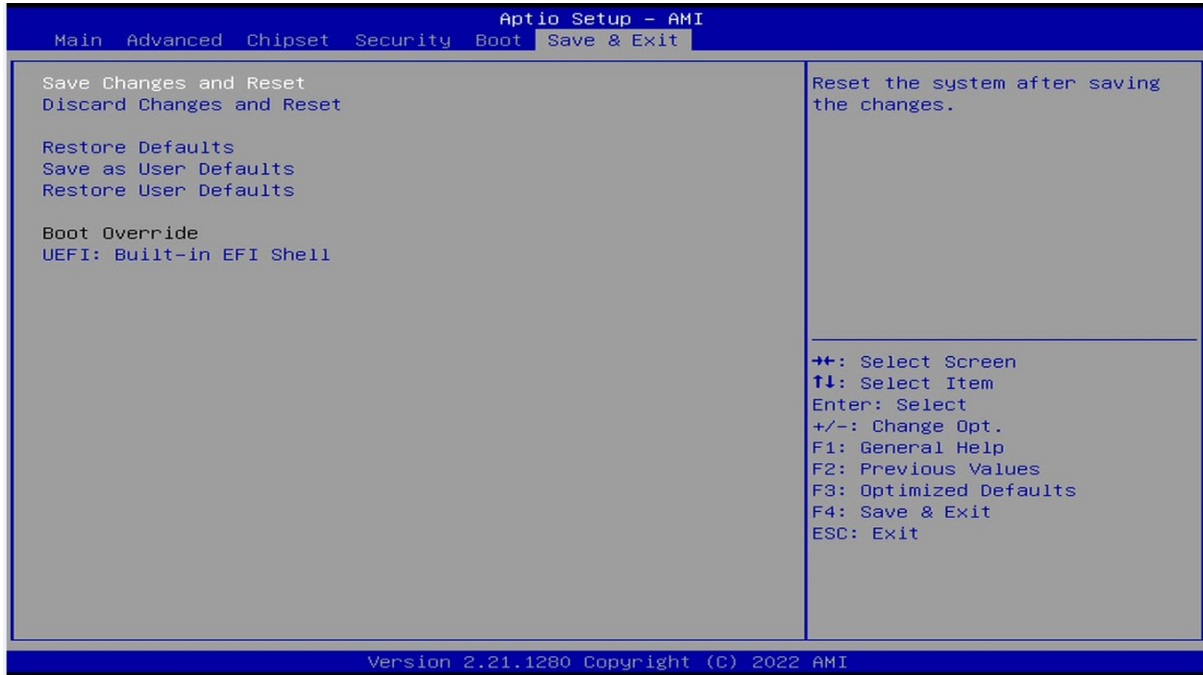 Aptio Setup – AMI
Main Advanced Chipset Security Boot Save & Exit
Save Changes and Reset
Discard Changes and Reset
Restore Defaults
Save as User Defaults
Restore User Defaults
Boot Override
UEFI: Built-in EFI Shell
Reset the system after saving
the changes.
→←: Select Screen
↑↓: Select Item
Enter: Select
+/-: Change Opt.
F1: General Help
F2: Previous Values
F3: Optimized Defaults
F4: Save & Exit
ESC: Exit
Version 2.21.1280 Copyright (C) 2022 AMI